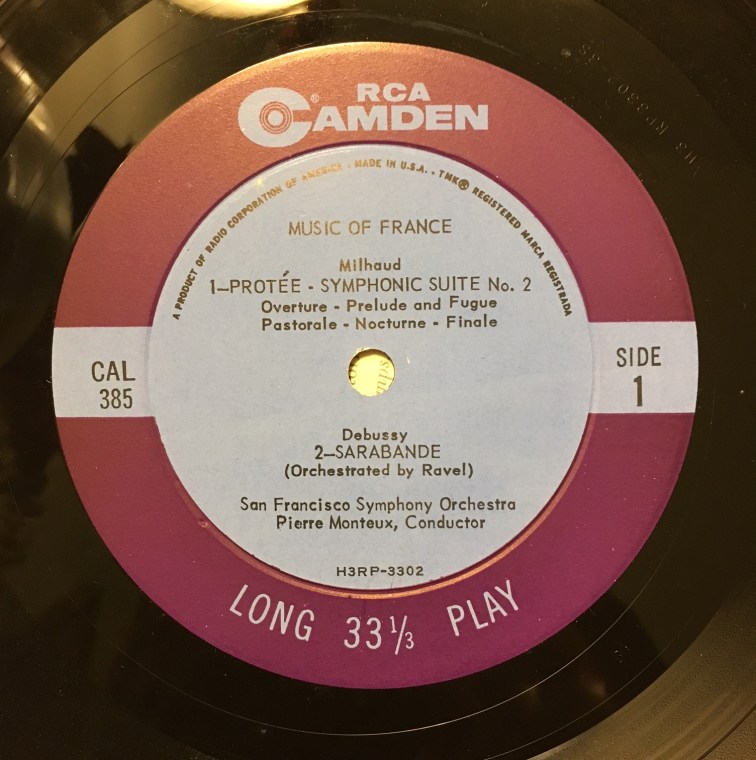 RCA
CAMDEN®
A PRODUCT OF RADIO CORPORATION OF AMERICA · MADE IN U.S.A. · TMK® REGISTERED MARCA REGISTRADA
MUSIC OF FRANCE
Milhaud
1—PROTÉE - SYMPHONIC SUITE No. 2
Overture - Prelude and Fugue
Pastorale - Nocturne - Finale
CAL
385
SIDE
1
Debussy
2—SARABANDE
(Orchestrated by Ravel)
San Francisco Symphony Orchestra
Pierre Monteux, Conductor
H3RP-3302
LONG 33⅓ PLAY